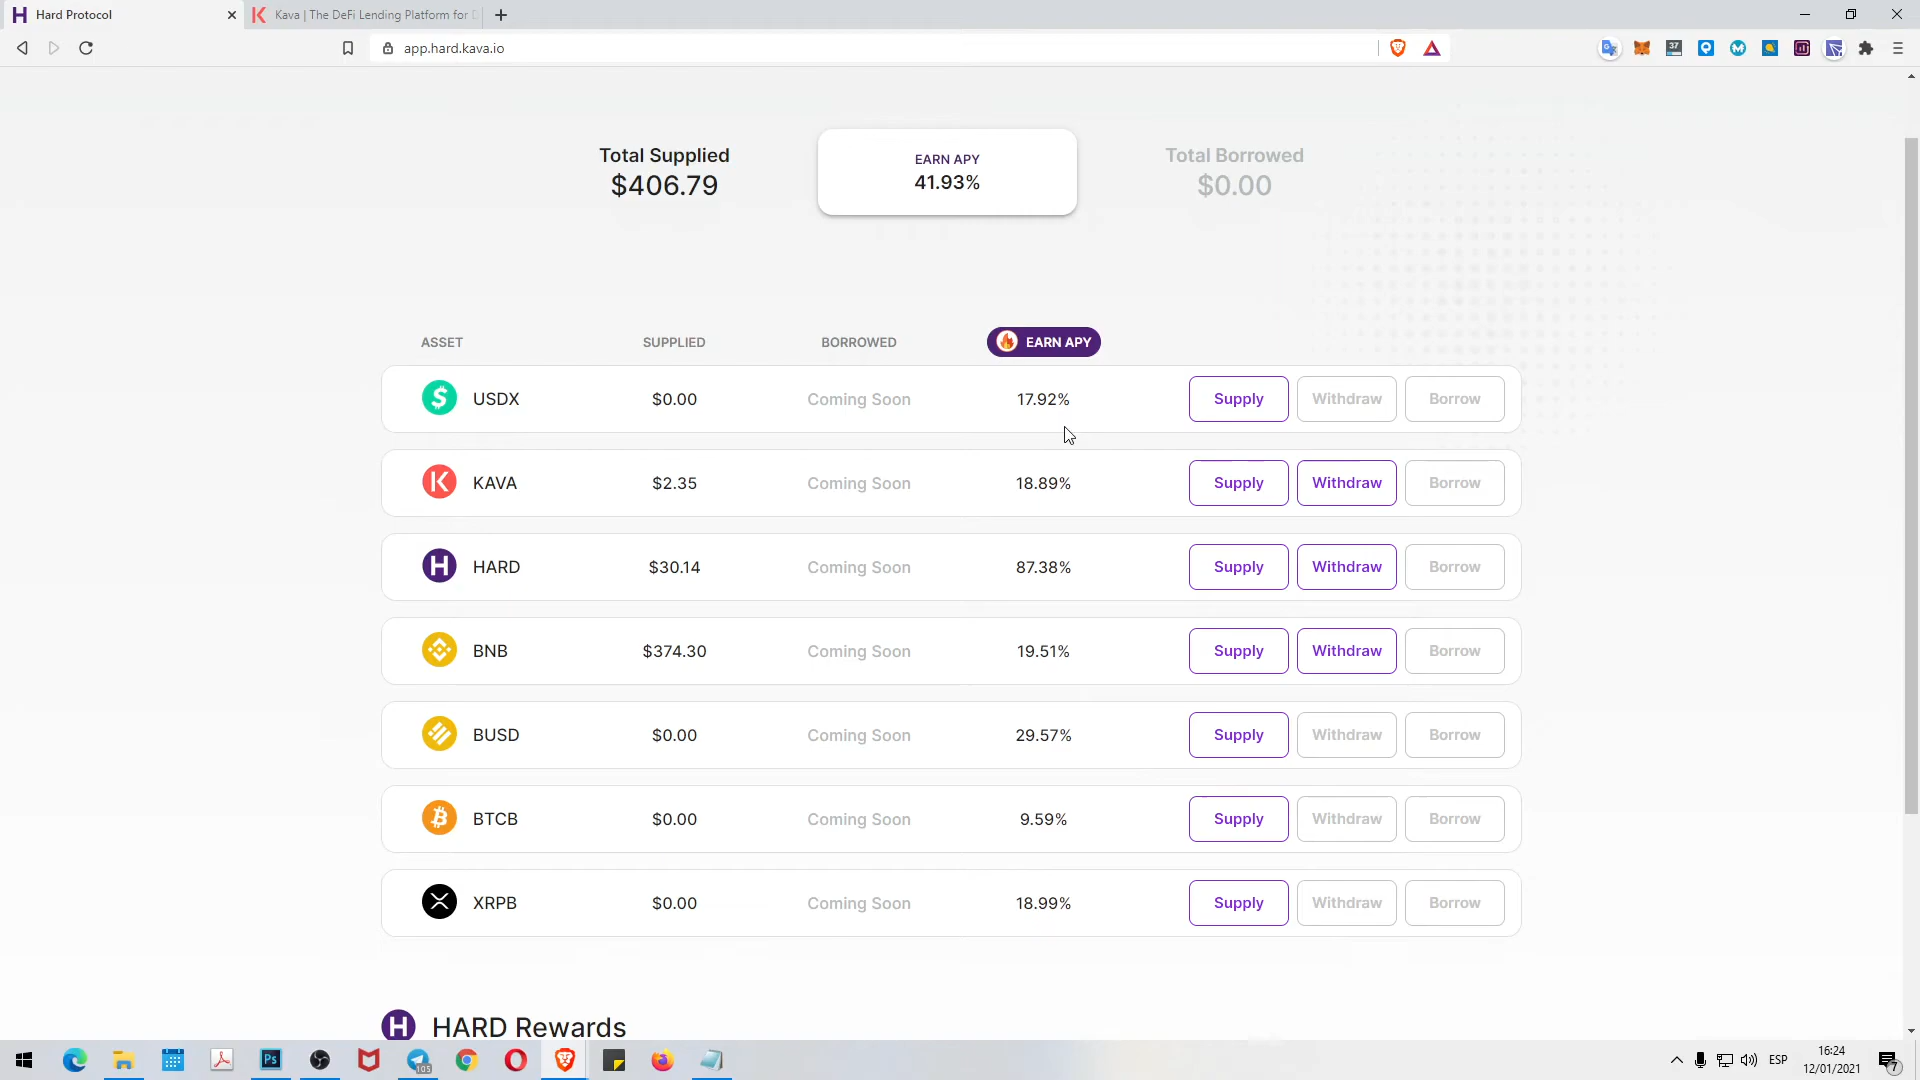 Hard Protocol
Kava | The DeFi Lending Platform for
app.hard.kava.io
37
Total Supplied
$406.79
EARN APY
41.93%
Total Borrowed
$0.00
ASSET SUPPLIED BORROWED EARN APY
USDX $0.00 Coming Soon 17.92% Supply Withdraw Borrow
KAVA $2.35 Coming Soon 18.89% Supply Withdraw Borrow
HARD $30.14 Coming Soon 87.38% Supply Withdraw Borrow
BNB $374.30 Coming Soon 19.51% Supply Withdraw Borrow
BUSD $0.00 Coming Soon 29.57% Supply Withdraw Borrow
BTCB $0.00 Coming Soon 9.59% Supply Withdraw Borrow
XRPB $0.00 Coming Soon 18.99% Supply Withdraw Borrow
H HARD Rewards
Ps
105
ESP
16:24
12/01/2021
7